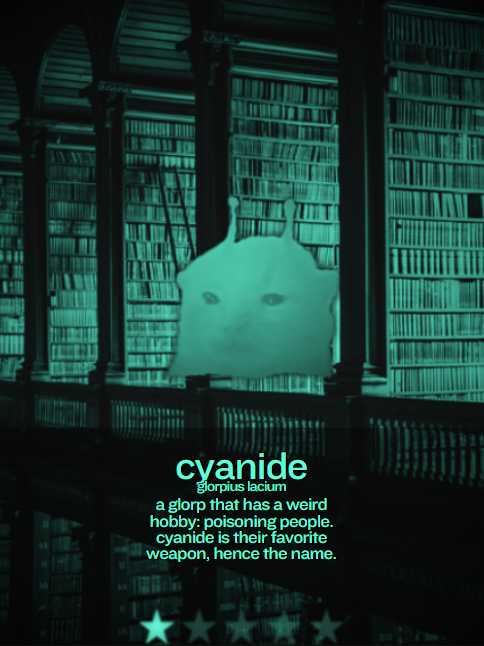 cyanide
glorpius lacium
a glorp that has a weird
hobby: poisoning people.
cyanide is their favorite
weapon, hence the name.